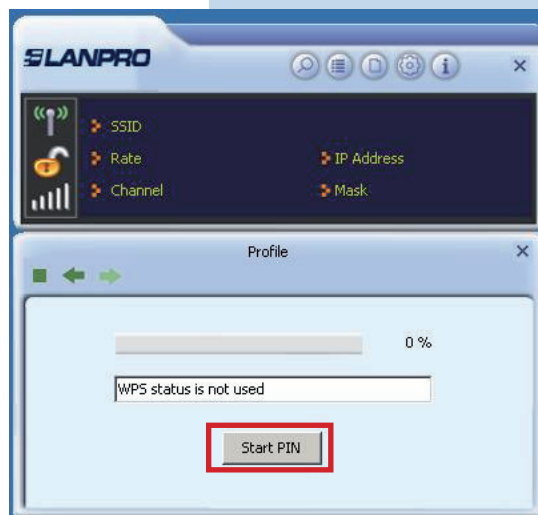 LANPRO
SSID
Rate
IP Address
Channel
Mask
Profile
0 %
WPS status is not used
Start PIN